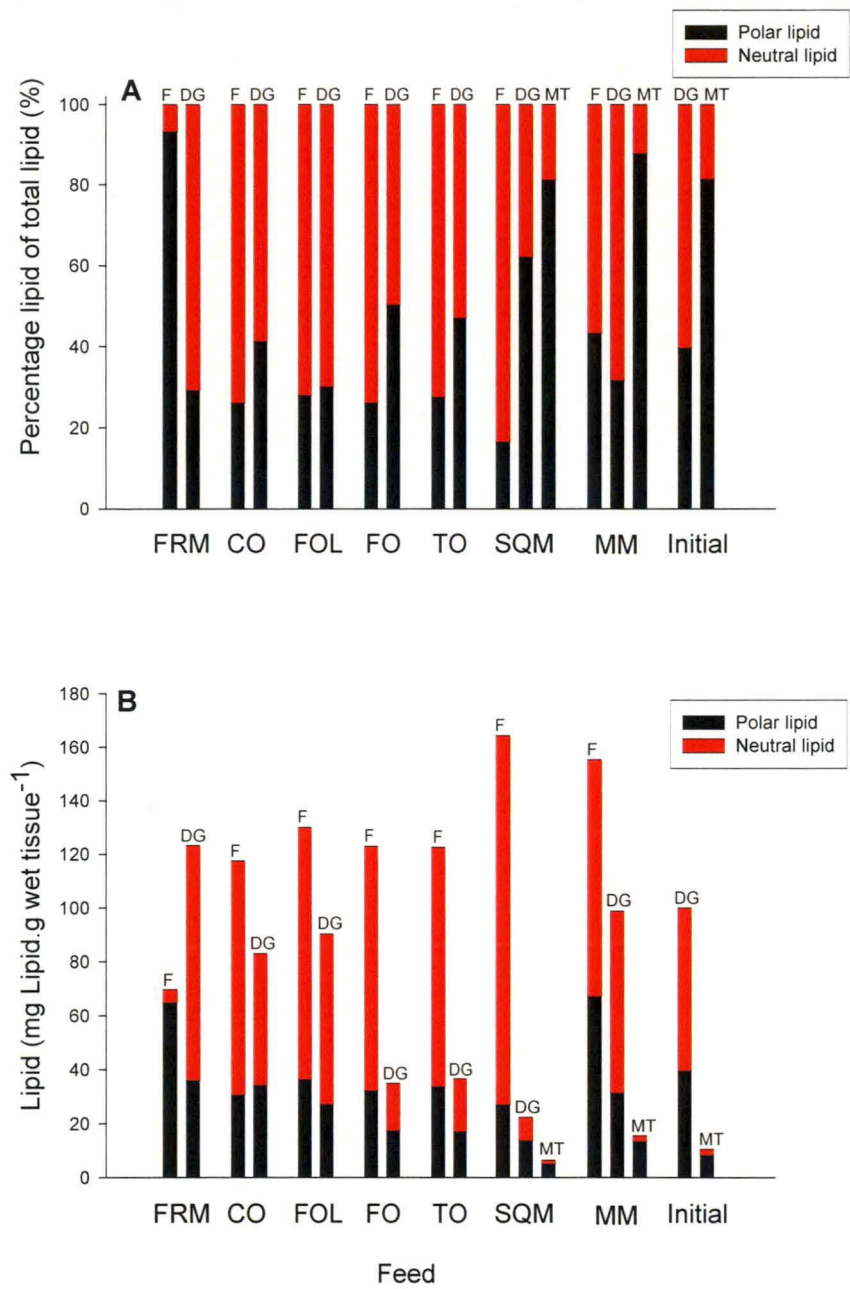 Polar lipid
Neutral lipid
A
F DG F DG F DG F DG F DG F DG MT F DG MT DG MT
Percentage lipid of total lipid (%)
100
80
60
40
20
0
FRM CO FOL FO TO SQM MM Initial
B
Polar lipid
Neutral lipid
Lipid (mg Lipid.g wet tissue-1)
180
160
140
120
100
80
60
40
20
0
F DG F DG F DG F DG F DG F DG MT F DG MT DG MT
FRM CO FOL FO TO SQM MM Initial
Feed